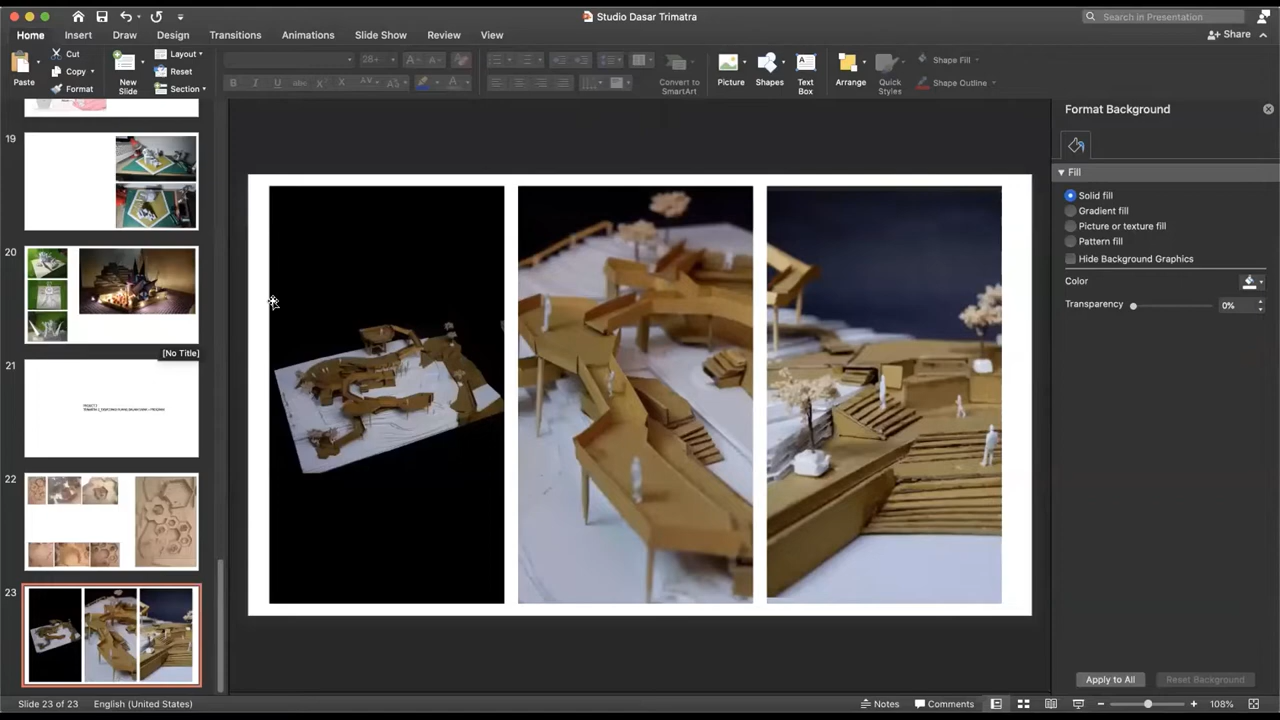 Studio Dasar Trimatra
Search in Presentation
Home Insert Draw Design Transitions Animations Slide Show Review View
Share
Paste
Cut
Copy
Format
New Slide
Layout
Reset
Section
28+
Convert to SmartArt
Picture
Shapes
Text Box
Arrange
Quick Styles
Shape Fill
Shape Outline
19
20
[No Title]
21
22
23
Format Background
Fill
Solid fill
Gradient fill
Picture or texture fill
Pattern fill
Hide Background Graphics
Color
Transparency 0%
Apply to All Reset Background
Slide 23 of 23 English (United States) Notes Comments 108%